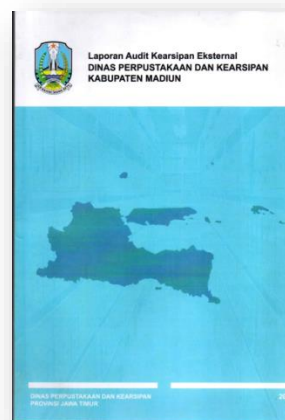 Laporan Audit Kearsipan Eksternal
DINAS PERPUSTAKAAN DAN KEARSIPAN
KABUPATEN MADIUN
DINAS PERPUSTAKAAN DAN KEARSIPAN
PROVINSI JAWA TIMUR